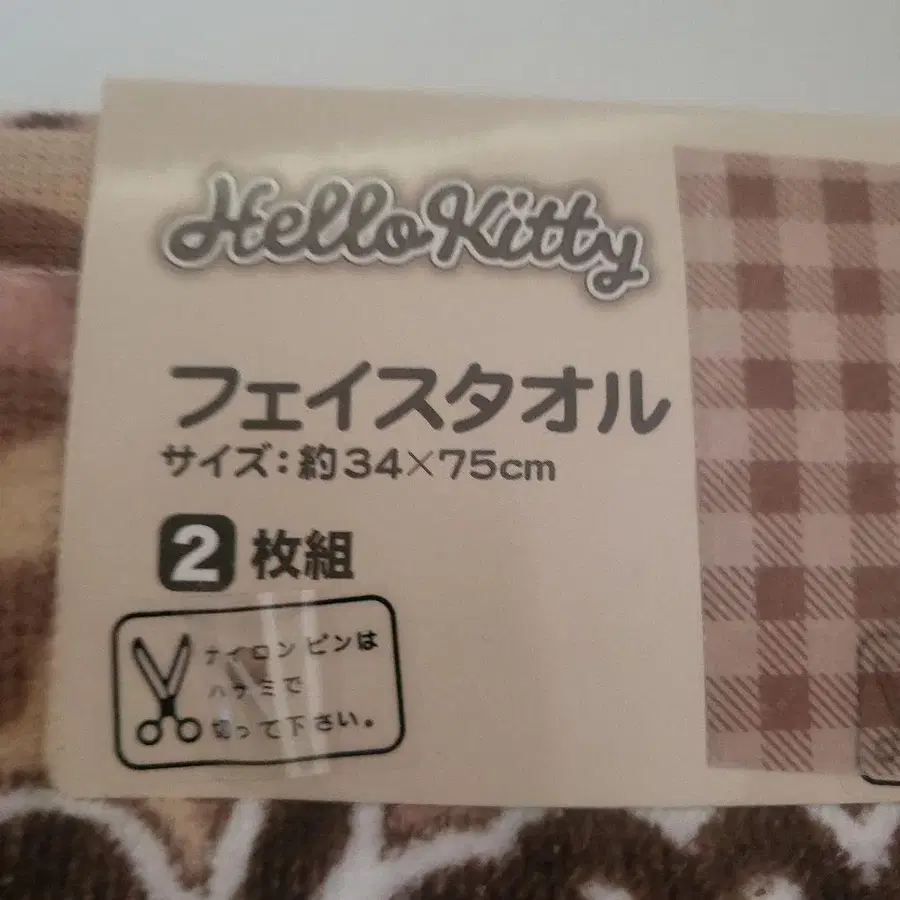 Hello Kitty
フェイスタオル
サイズ:約34×75cm
2枚組
ナイロンピンは
ハサミで
切って下さい。